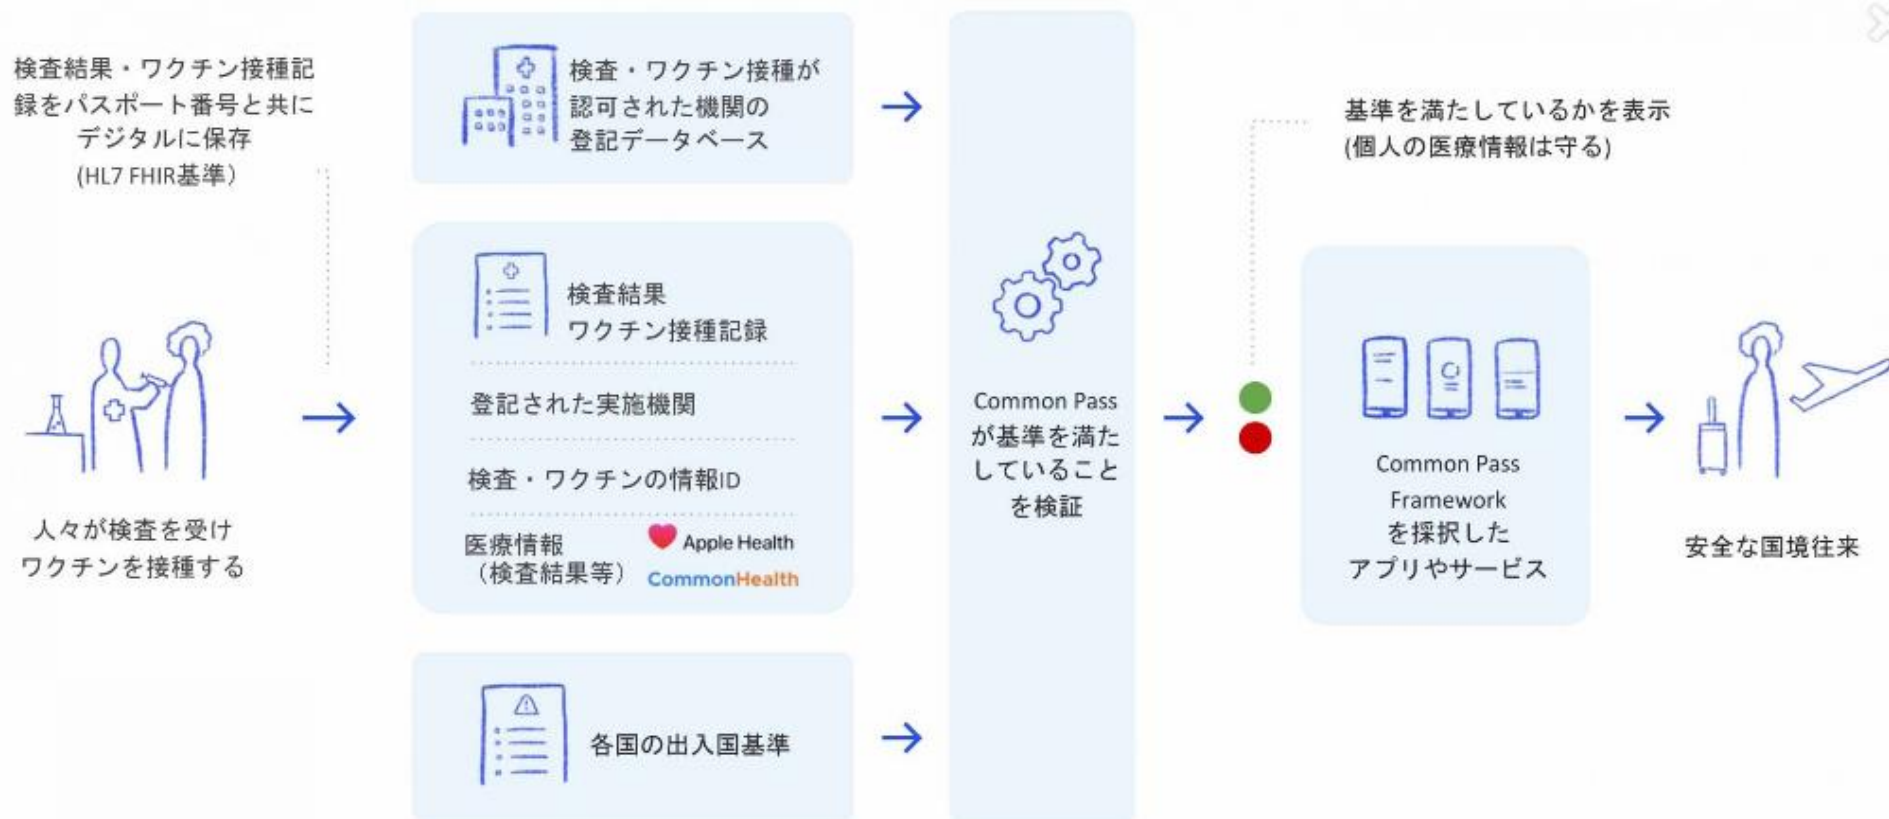 検査結果・ワクチン接種記
録をパスポート番号と共に
デジタルに保存
(HL7 FHIR基準)
人々が検査を受け
ワクチンを接種する
検査・ワクチン接種が
認可された機関の
登記データベース
検査結果
ワクチン接種記録
登記された実施機関
検査・ワクチンの情報ID
医療情報
（検査結果等）
Apple Health
CommonHealth
各国の出入国基準
Common Pass
が基準を満た
していること
を検証
基準を満たしているかを表示
(個人の医療情報は守る)
Common Pass
Framework
を採択した
アプリやサービス
安全な国境往来